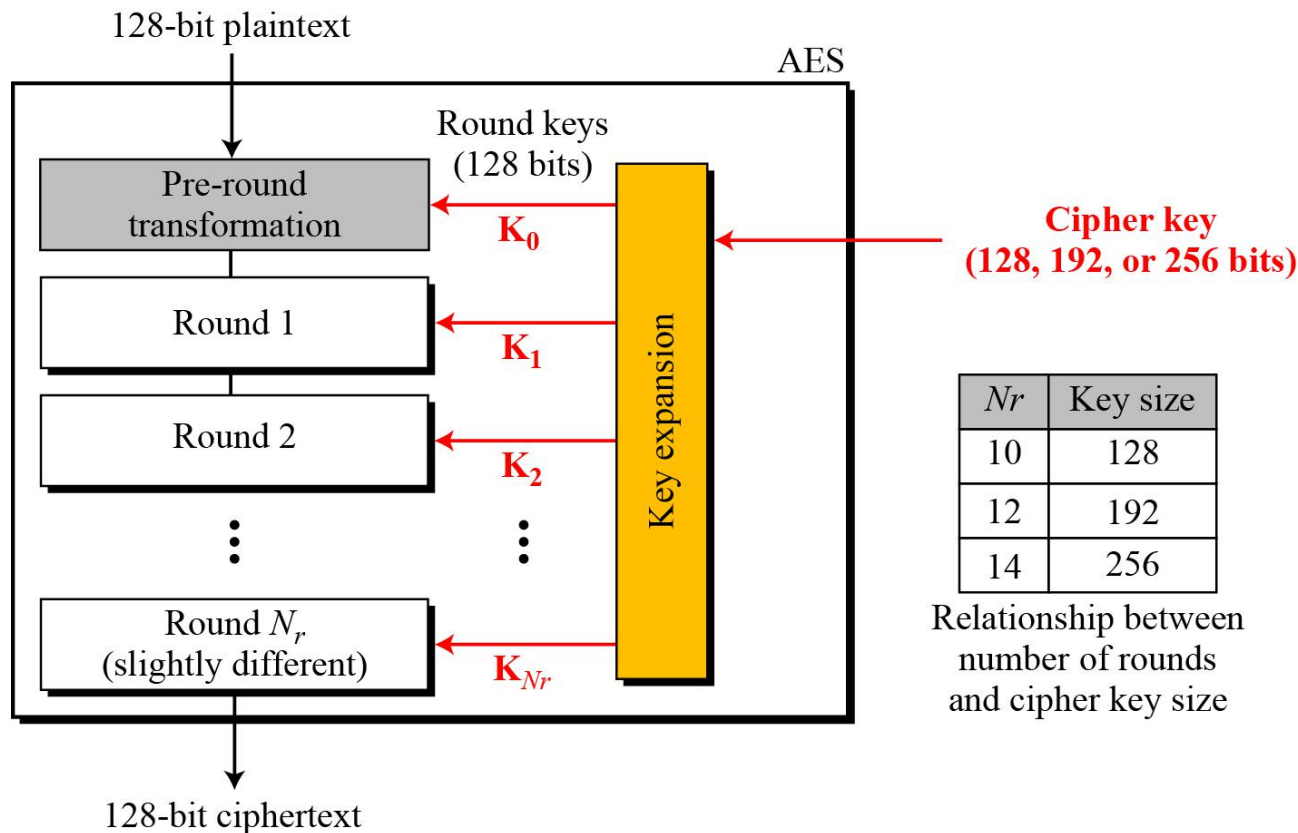 128-bit plaintext
AES
Round keys
(128 bits)
Pre-round
transformation
K0
Cipher key
(128, 192, or 256 bits)
Round 1
K1
Round 2
K2
Key expansion
Nr Key size
10 128
12 192
14 256
Relationship between
number of rounds
and cipher key size
Round Nr
(slightly different)
KNr
128-bit ciphertext